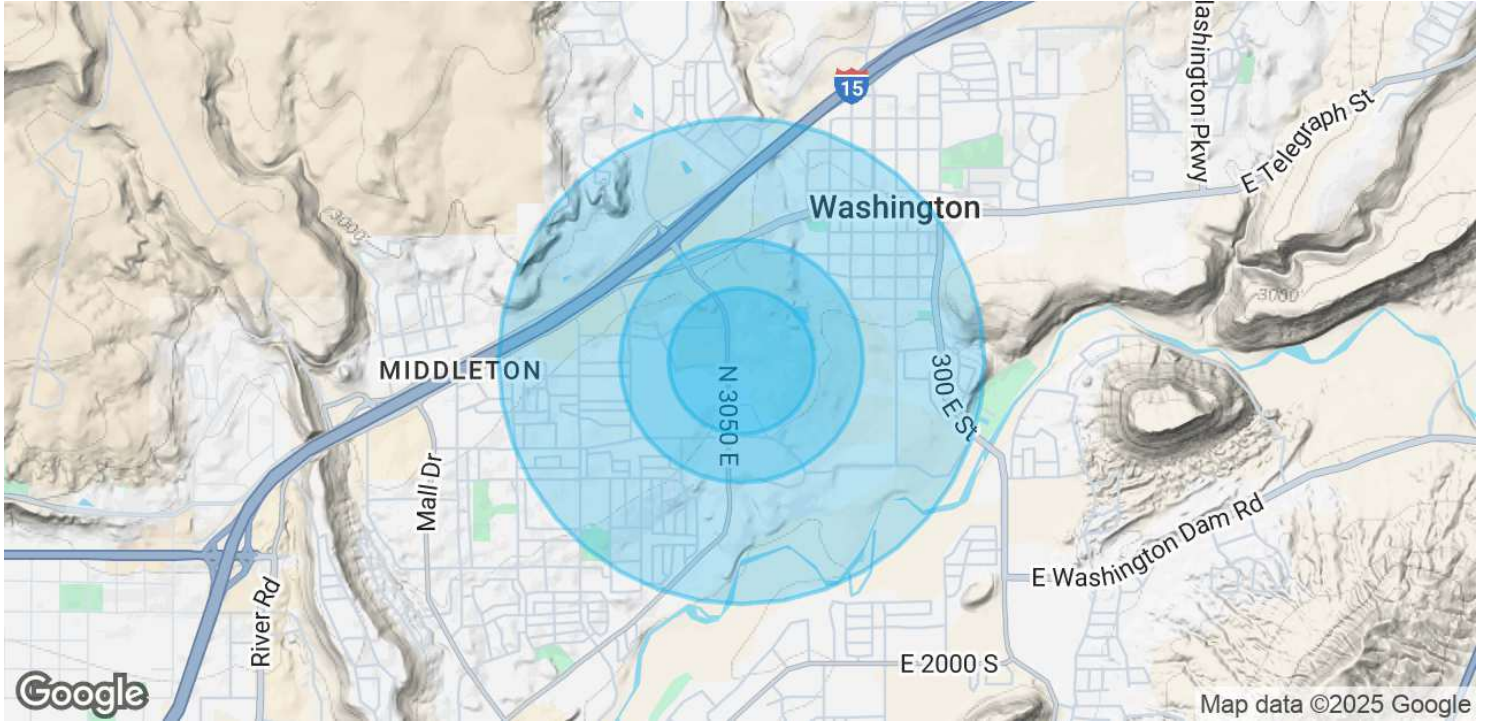 15
ashington Pkwy
E Telegraph St
Washington
3000'
3000'
MIDDLETON
N 3050 E
300 E St
Mall Dr
E Washington Dam Rd
River Rd
E 2000 S
Google
Map data ©2025 Google